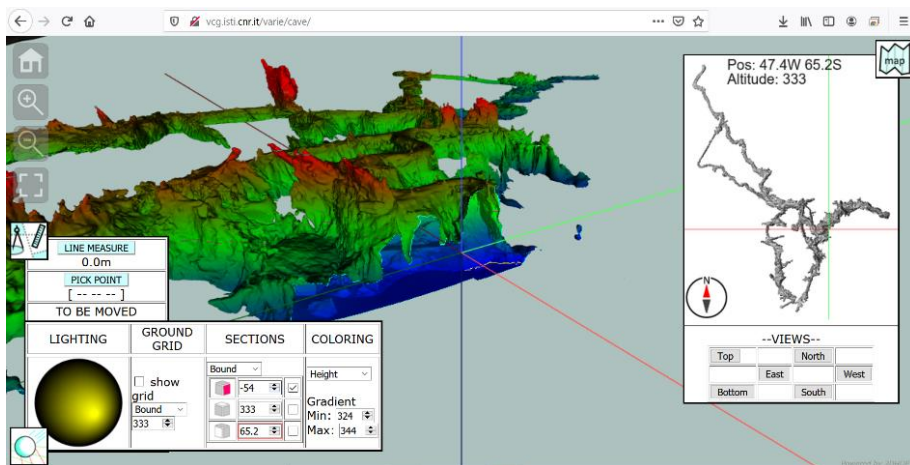 vcg.isti.cnr.it/varie/cave/
map
Pos: 47.4W 65.2S
Altitude: 333
N
LINE MEASURE
0.0m
PICK POINT
[ -- -- -- ]
TO BE MOVED
LIGHTING
GROUND GRID
SECTIONS
COLORING
show grid
Bound
333
Bound
-54
333
65.2
Height
Gradient
Min: 324
Max: 344
--VIEWS--
Top North
East West
Bottom South